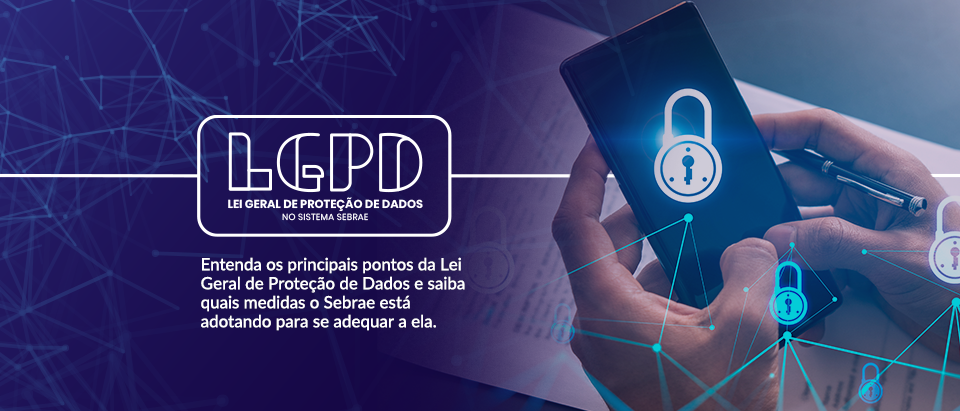 LGPD
LEI GERAL DE PROTEÇÃO DE DADOS
NO SISTEMA SEBRAE
Entenda os principais pontos da Lei
Geral de Proteção de Dados e saiba
quais medidas o Sebrae está
adotando para se adequar a ela.